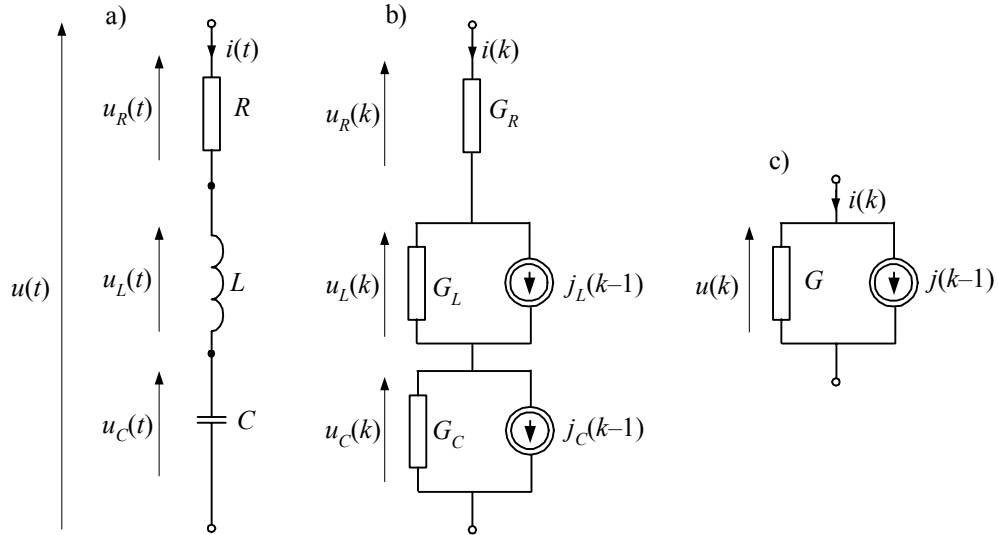 a)
i(t)
u_R(t)
R
u(t)
u_L(t)
L
u_C(t)
C
b)
i(k)
u_R(k)
G_R
u_L(k)
G_L
j_L(k–1)
u_C(k)
G_C
j_C(k–1)
c)
i(k)
u(k)
G
j(k–1)